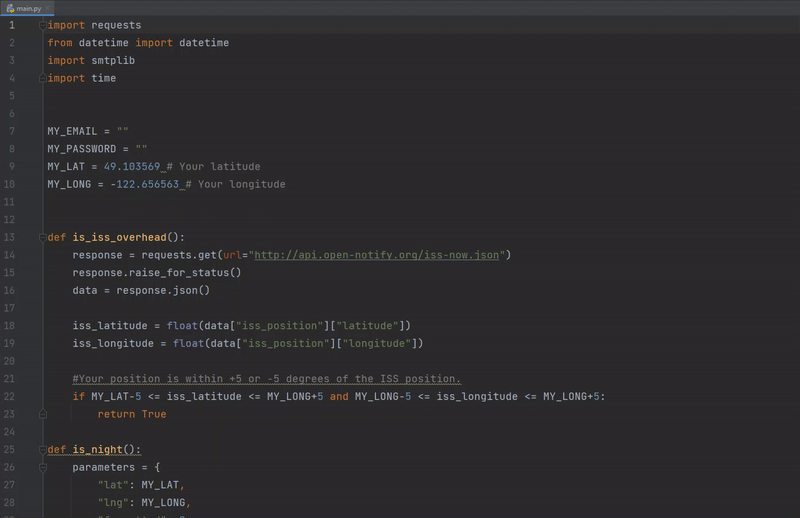 main.py
1 import requests
2 from datetime import datetime
3 import smtplib
4 import time
5
6
7 MY_EMAIL = ""
8 MY_PASSWORD = ""
9 MY_LAT = 49.103569 # Your latitude
10 MY_LONG = -122.656563 # Your longitude
11
12
13 def is_iss_overhead():
14 response = requests.get(url="http://api.open-notify.org/iss-now.json")
15 response.raise_for_status()
16 data = response.json()
17
18 iss_latitude = float(data["iss_position"]["latitude"])
19 iss_longitude = float(data["iss_position"]["longitude"])
20
21 #Your position is within +5 or -5 degrees of the ISS position.
22 if MY_LAT-5 <= iss_latitude <= MY_LONG+5 and MY_LONG-5 <= iss_longitude <= MY_LONG+5:
23 return True
24
25 def is_night():
26 parameters = {
27 "lat": MY_LAT,
28 "lng": MY_LONG,